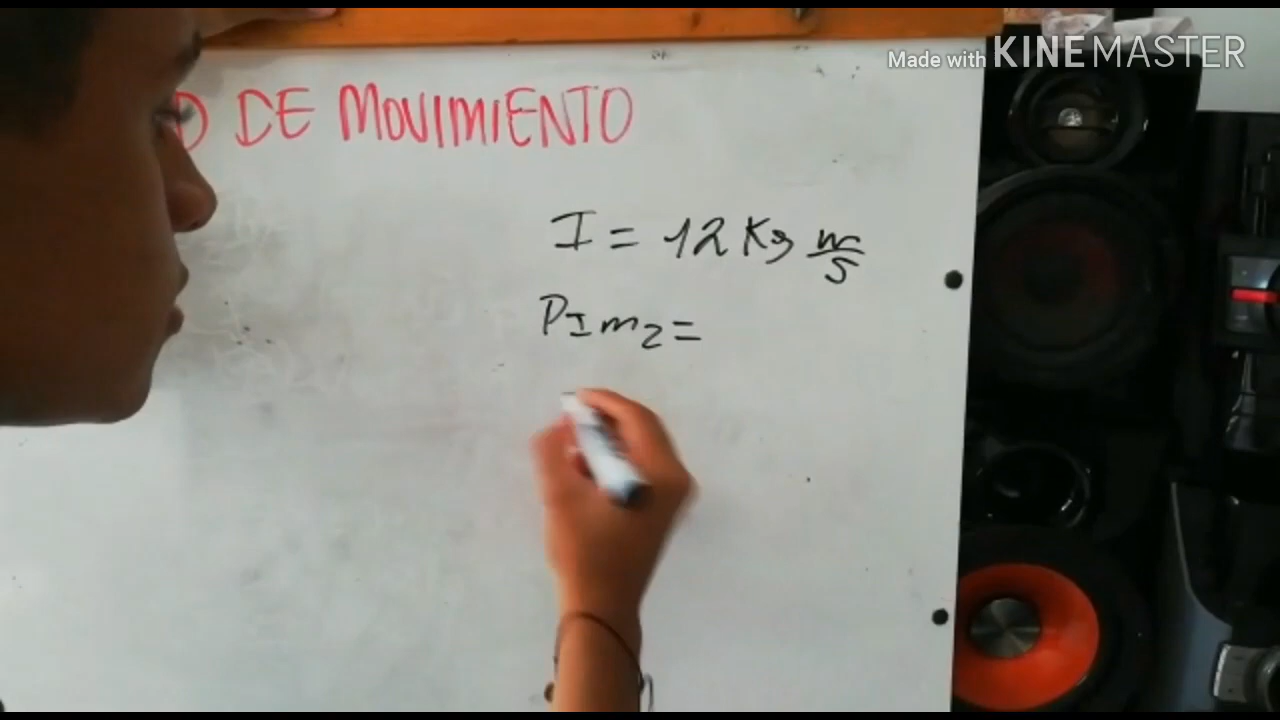 Made with KINEMASTER
D DE MOVIMIENTO
I = 12 Kg m/s
PIm2=